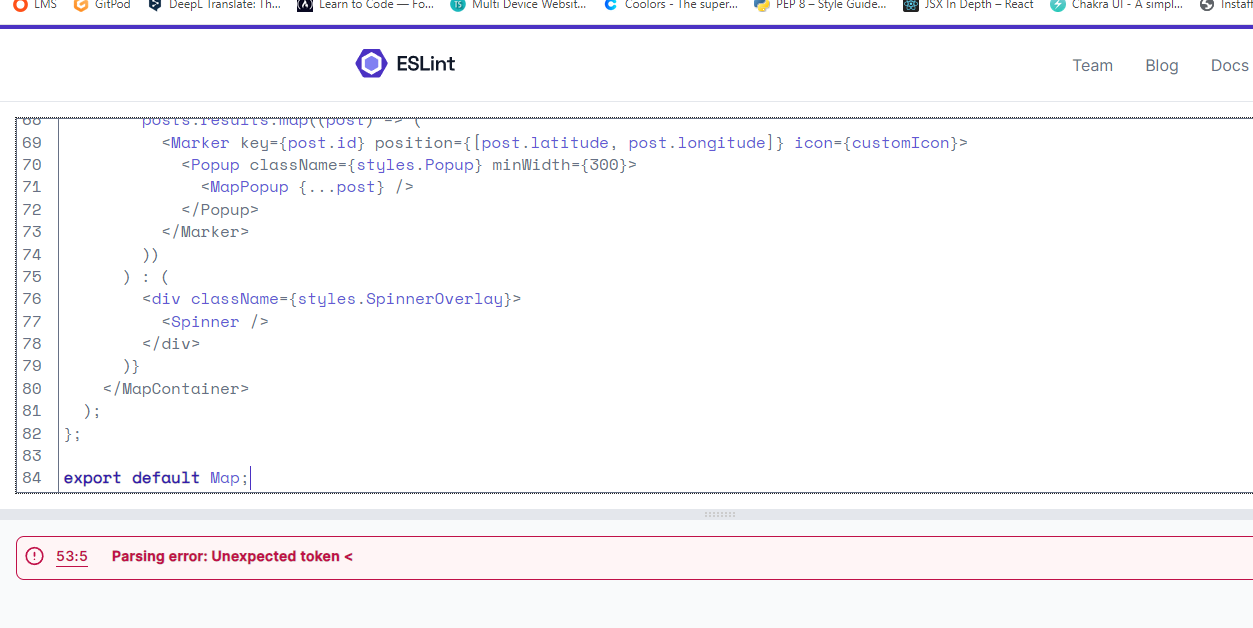 LMS GitPod DeepL Translate: Th... Learn to Code — Fo... Multi Device Websit... Coolors - The super... PEP 8 – Style Guide... JSX In Depth – React Chakra UI - A simpl...
ESLint
Team Blog Docs
68 posts.results.map((post) => (
69 <Marker key={post.id} position={[post.latitude, post.longitude]} icon={customIcon}>
70 <Popup className={styles.Popup} minWidth={300}>
71 <MapPopup {...post} />
72 </Popup>
73 </Marker>
74 ))
75 ) : (
76 <div className={styles.SpinnerOverlay}>
77 <Spinner />
78 </div>
79 )}
80 </MapContainer>
81 );
82 };
83
84 export default Map;
53:5 Parsing error: Unexpected token <